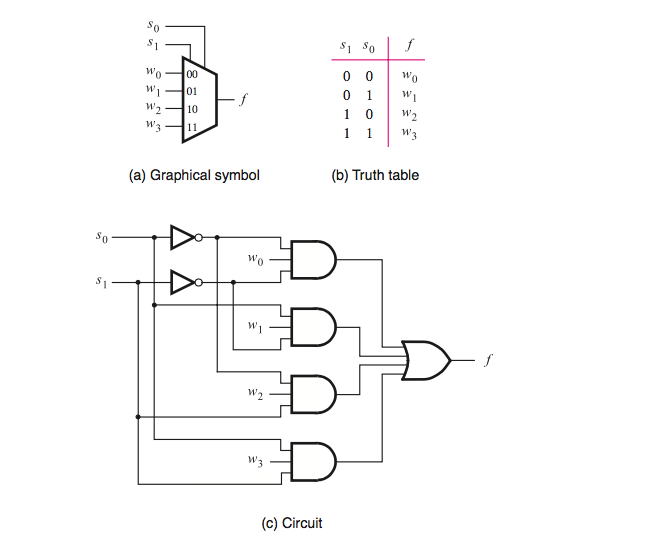 s0
s1
w0 00
w1 01
w2 10
w3 11
f
(a) Graphical symbol
s1 s0 f
0 0 w0
0 1 w1
1 0 w2
1 1 w3
(b) Truth table
s0
s1
w0
w1
w2
w3
f
(c) Circuit